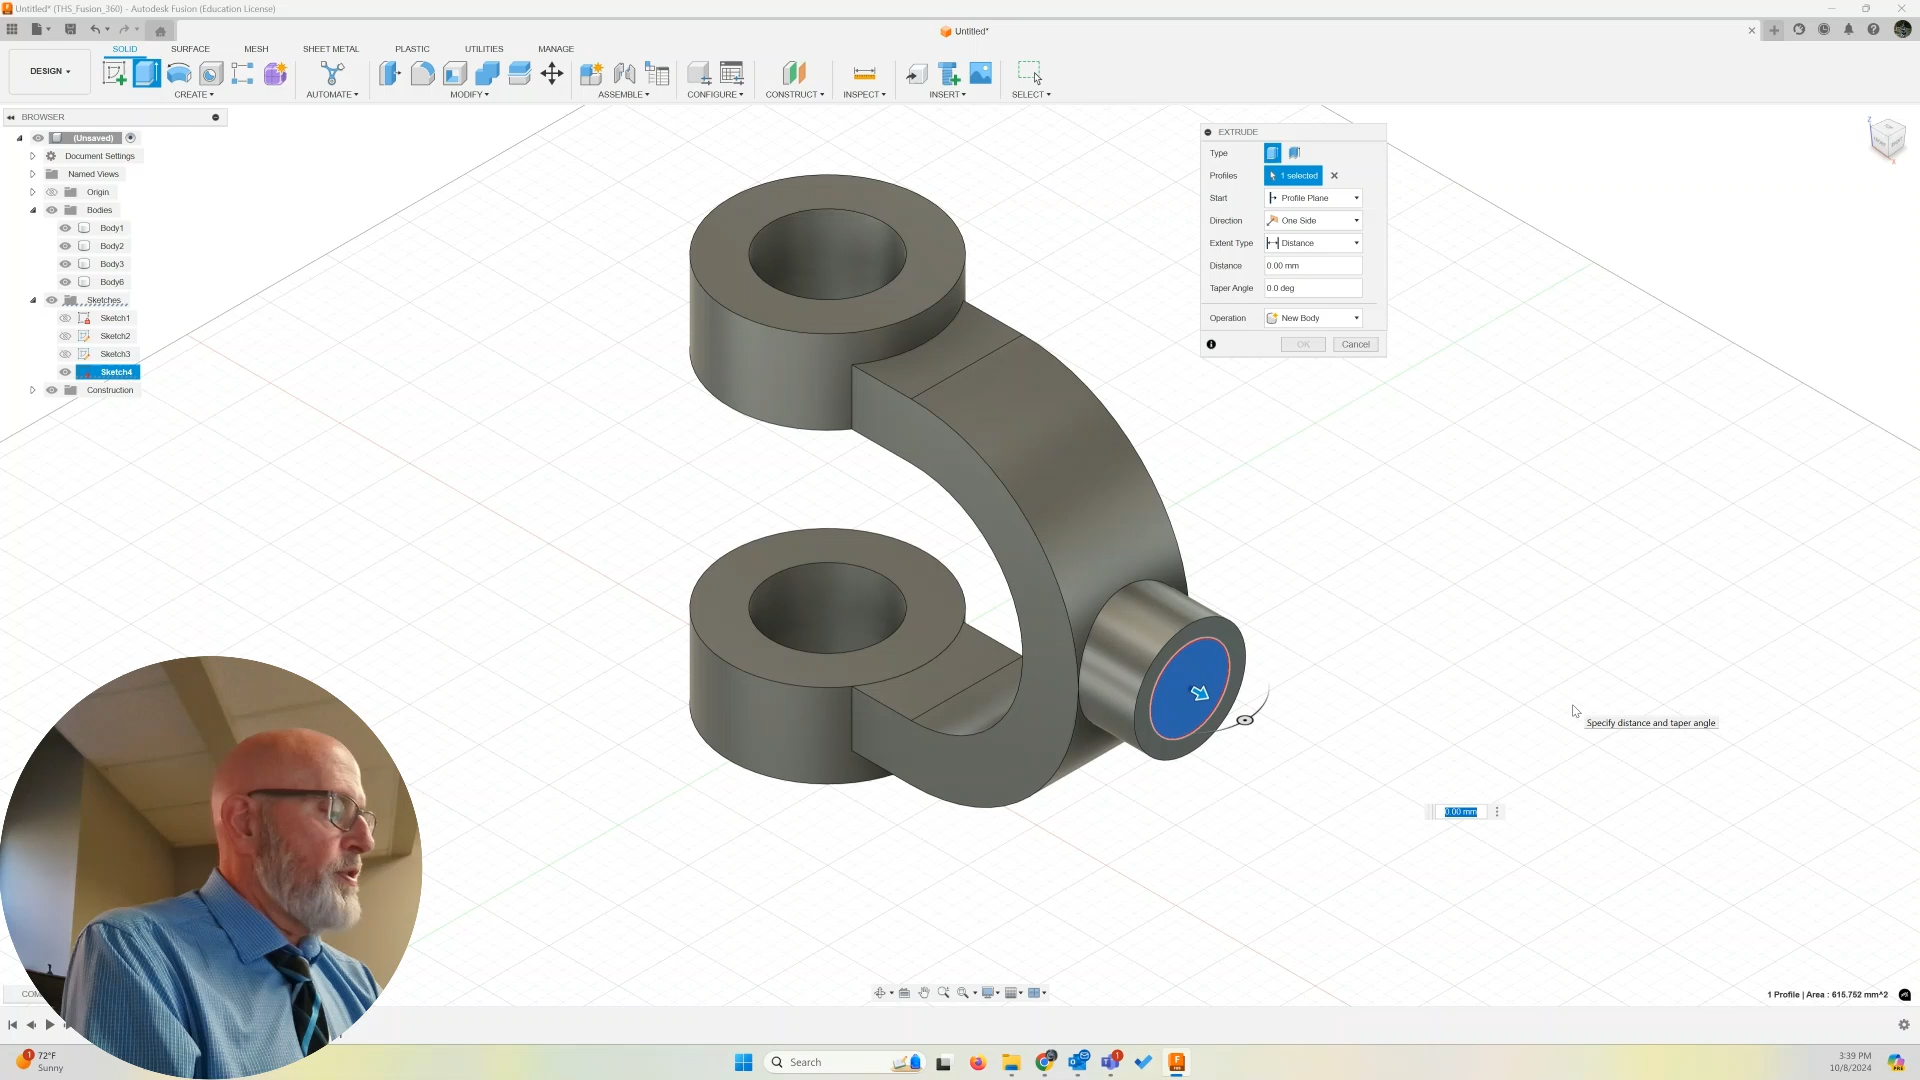 Untitled* (THS_Fusion_360) - Autodesk Fusion (Education License)
Untitled*
DESIGN
SOLID SURFACE MESH SHEET METAL PLASTIC UTILITIES MANAGE
CREATE AUTOMATE MODIFY ASSEMBLE CONFIGURE CONSTRUCT INSPECT INSERT SELECT
BROWSER
(Unsaved)
Document Settings
Named Views
Origin
Bodies
Body1
Body2
Body3
Body6
Sketches
Sketch1
Sketch2
Sketch3
Sketch4
Construction
EXTRUDE
Type
Profiles 1 selected
Start Profile Plane
Direction One Side
Extent Type Distance
Distance 0.00 mm
Taper Angle 0.0 deg
Operation New Body
OK Cancel
Specify distance and taper angle
0.00 mm
1 Profile | Area : 615.752 mm^2
1
72°F
Sunny
Search
1
3:39 PM
10/8/2024